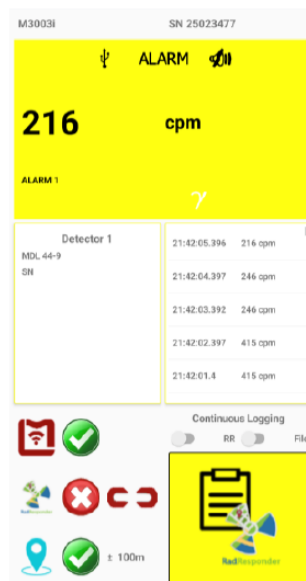 M3003i SN 25023477
ALARM
216 cpm
ALARM 1
γ
Detector 1
MDL 44-9
SN
21:42:05.396 216 cpm
21:42:04.397 246 cpm
21:42:03.392 246 cpm
21:42:02.397 415 cpm
21:42:01.4 415 cpm
Continuous Logging
RR File
RadResponder
± 100m
RadResponder